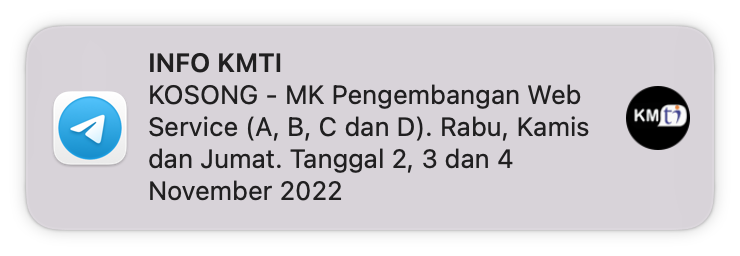 INFO KMTI
KOSONG - MK Pengembangan Web
Service (A, B, C dan D). Rabu, Kamis
dan Jumat. Tanggal 2, 3 dan 4
November 2022
KMTI